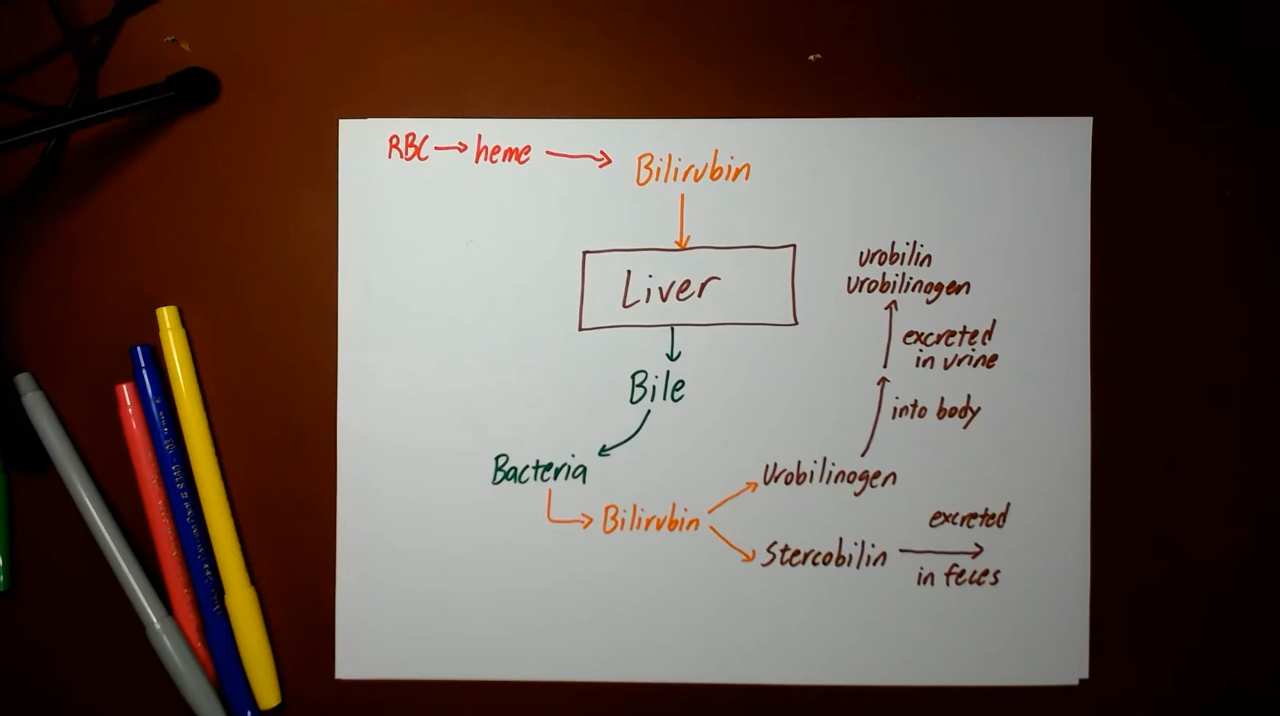 RBC → heme → Bilirubin
Liver
Bile
Bacteria
Bilirubin
Urobilinogen
into body
excreted
in urine
urobilin
urobilinogen
Stercobilin
excreted
in feces